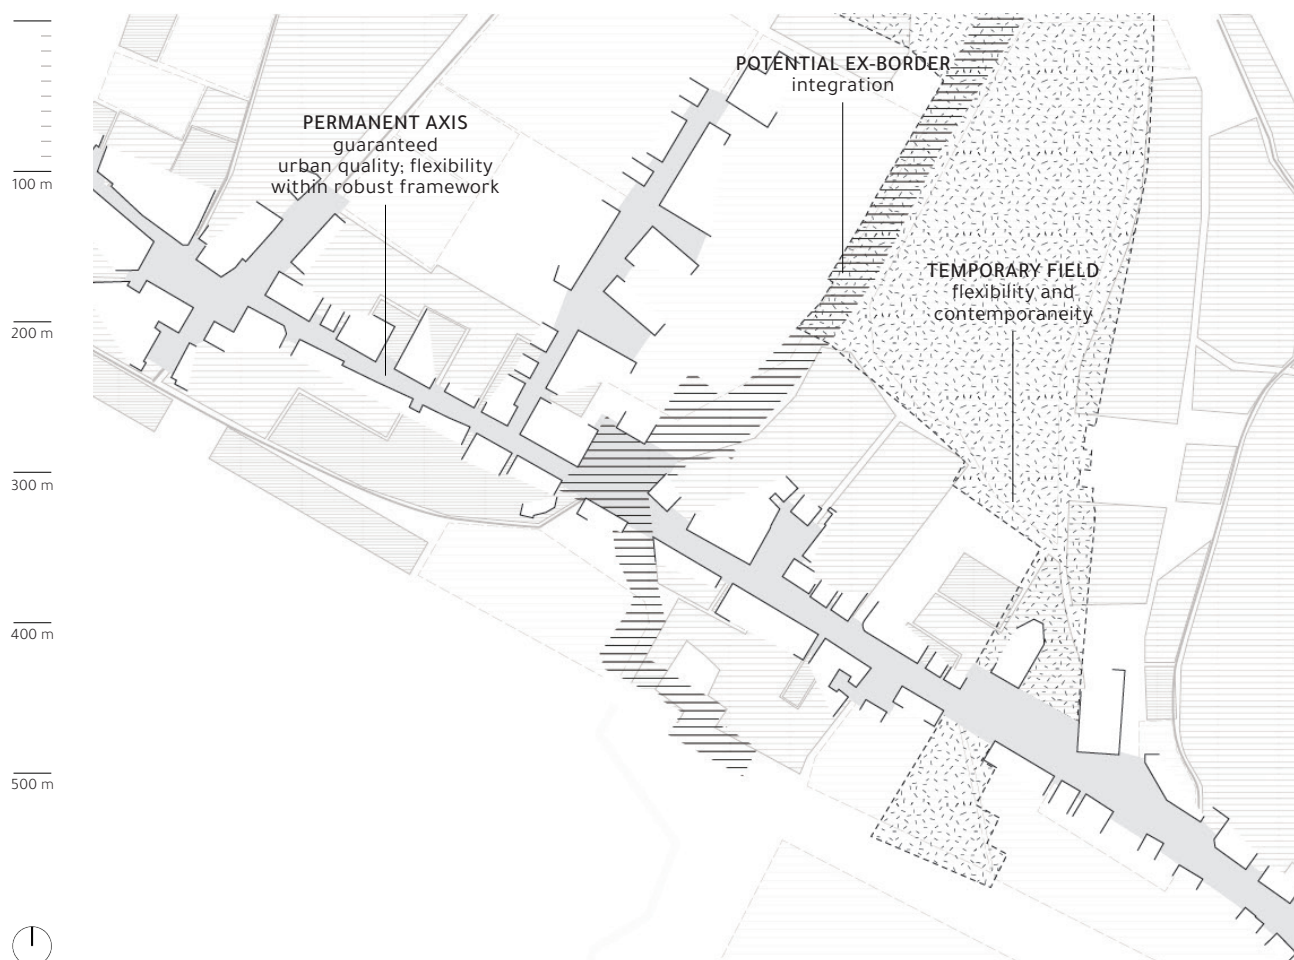 POTENTIAL EX-BORDER
integration
PERMANENT AXIS
guaranteed
urban quality; flexibility
within robust framework
TEMPORARY FIELD
flexibility and
contemporaneity
100 m
200 m
300 m
400 m
500 m